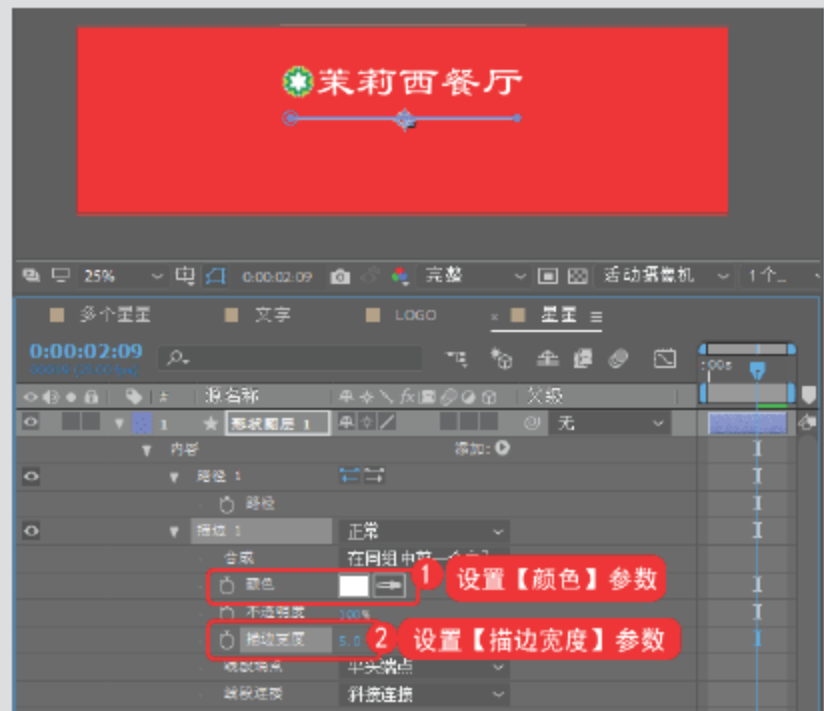 茉莉西餐厅
25% 0:00:02:09 完整 活动摄像机 1个...
多个星星 文字 LOGO × 星星
0:00:02:09
:00s
# 源名称 父级
1 形状图层 1 无
内容 添加:
路径 1
路径
描边 1 正常
合成 在同组中前一个之
颜色 1 设置【颜色】参数
不透明度 100%
描边宽度 5.0 2 设置【描边宽度】参数
线段端点 平头端点
线段连接 斜接连接